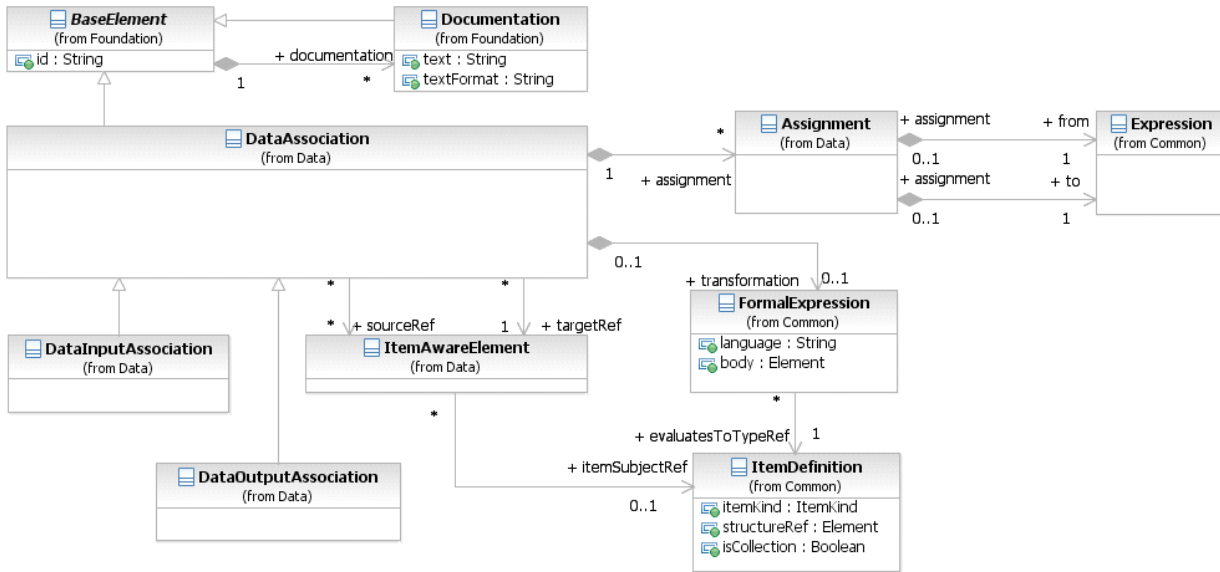 BaseElement
(from Foundation)
id : String
Documentation
(from Foundation)
text : String
textFormat : String
+ documentation
1
*
DataAssociation
(from Data)
*
1
+ assignment
Assignment
(from Data)
+ assignment
+ from
0..1
1
+ assignment
+ to
0..1
1
Expression
(from Common)
0..1
+ transformation
0..1
*
*
*
+ sourceRef
1
+ targetRef
FormalExpression
(from Common)
language : String
body : Element
DataInputAssociation
(from Data)
ItemAwareElement
(from Data)
*
*
+ evaluatesToTypeRef
1
+ itemSubjectRef
0..1
DataOutputAssociation
(from Data)
ItemDefinition
(from Common)
itemKind : ItemKind
structureRef : Element
isCollection : Boolean